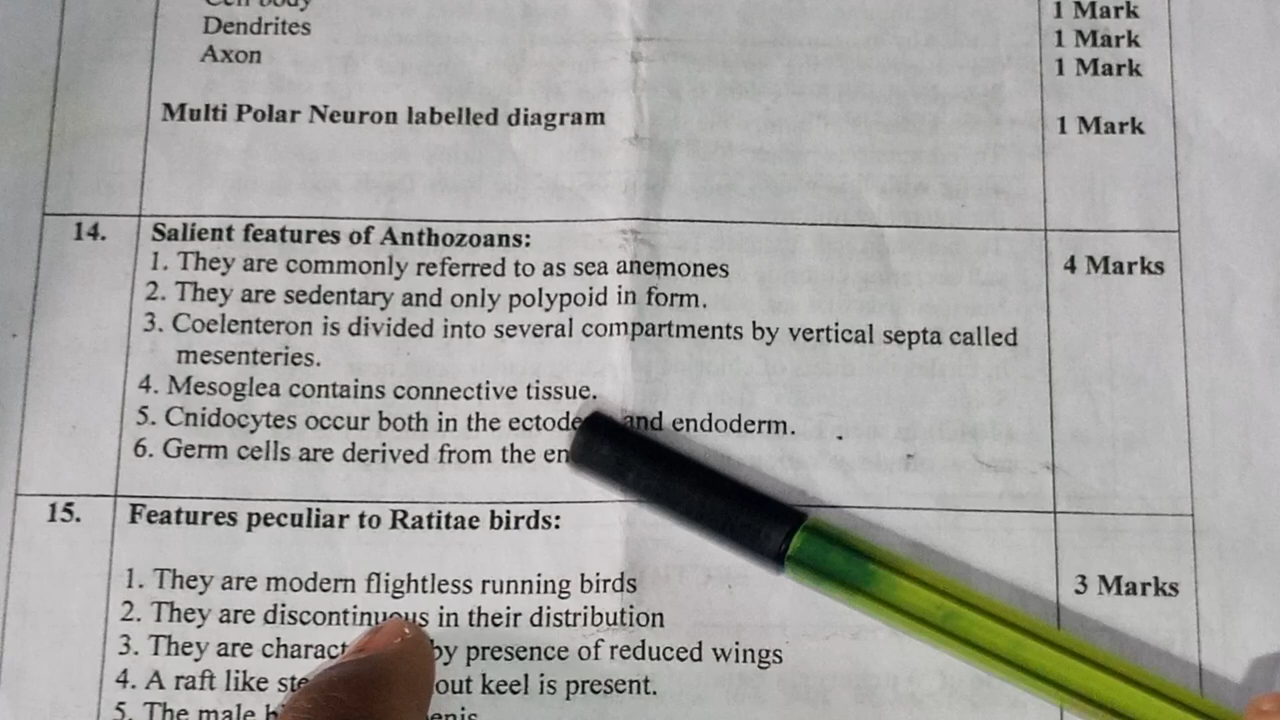 Cell body 1 Mark
Dendrites 1 Mark
Axon 1 Mark
Multi Polar Neuron labelled diagram 1 Mark
14. Salient features of Anthozoans: 4 Marks
1. They are commonly referred to as sea anemones
2. They are sedentary and only polypoid in form.
3. Coelenteron is divided into several compartments by vertical septa called
mesenteries.
4. Mesoglea contains connective tissue.
5. Cnidocytes occur both in the and endoderm.
6. Germ cells are derived from the
15. Features peculiar to Ratitae birds: 3 Marks
1. They are modern flightless running birds
2. They are discontinuous in their distribution
3. They are by presence of reduced wings
4. A raft like keel is present.
5. The male